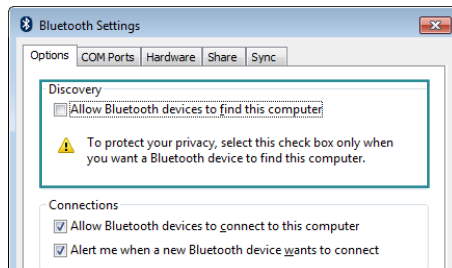 Bluetooth Settings
Options COM Ports Hardware Share Sync
Discovery
Allow Bluetooth devices to find this computer
To protect your privacy, select this check box only when
you want a Bluetooth device to find this computer.
Connections
Allow Bluetooth devices to connect to this computer
Alert me when a new Bluetooth device wants to connect